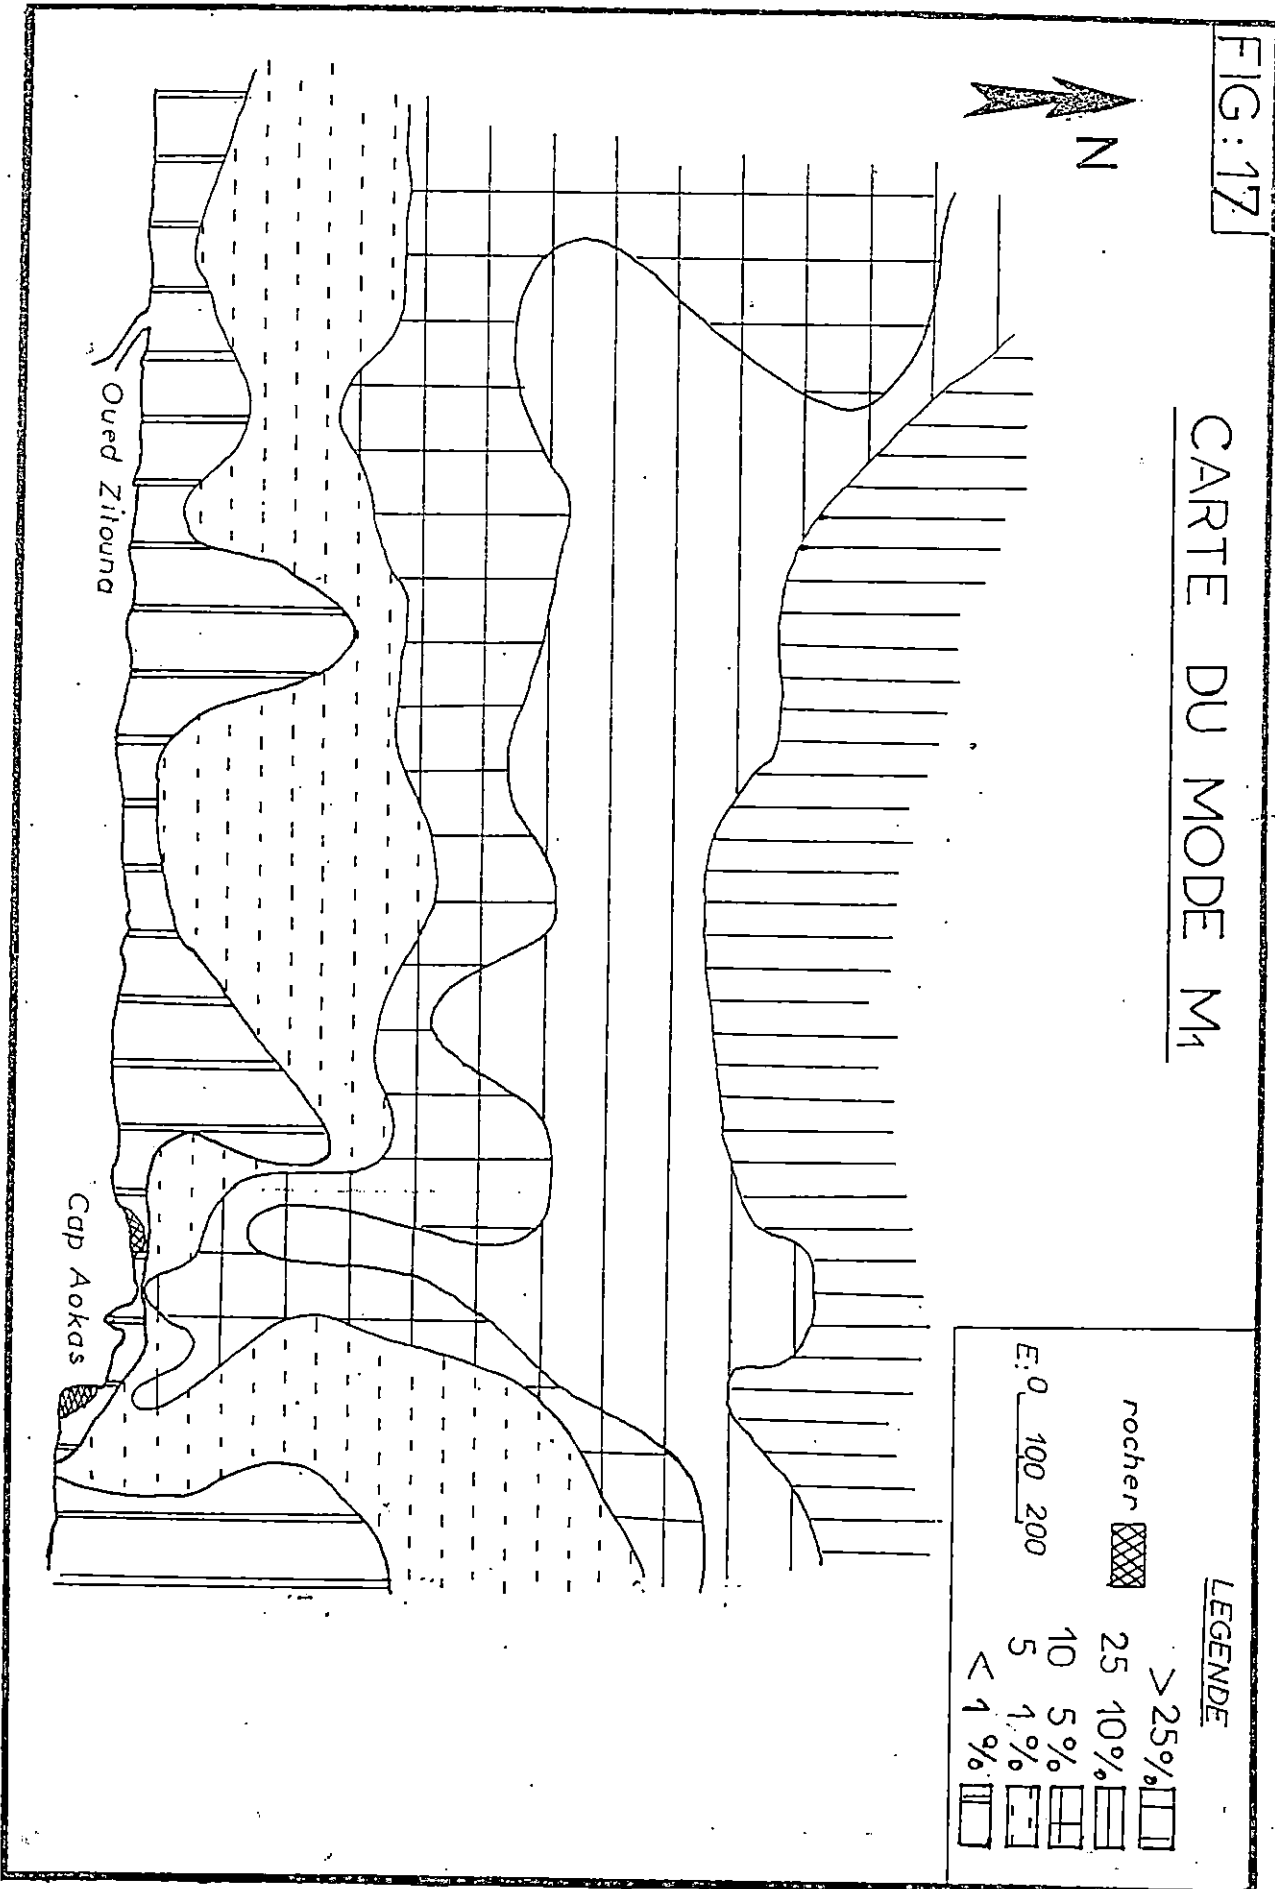 FIG:17
CARTE DU MODE M1
N
LEGENDE
>25%
25 10%
10 5%
5 1%
< 1 %
rocher
E:0 100 200
Oued Zitouna
Cap Aokas